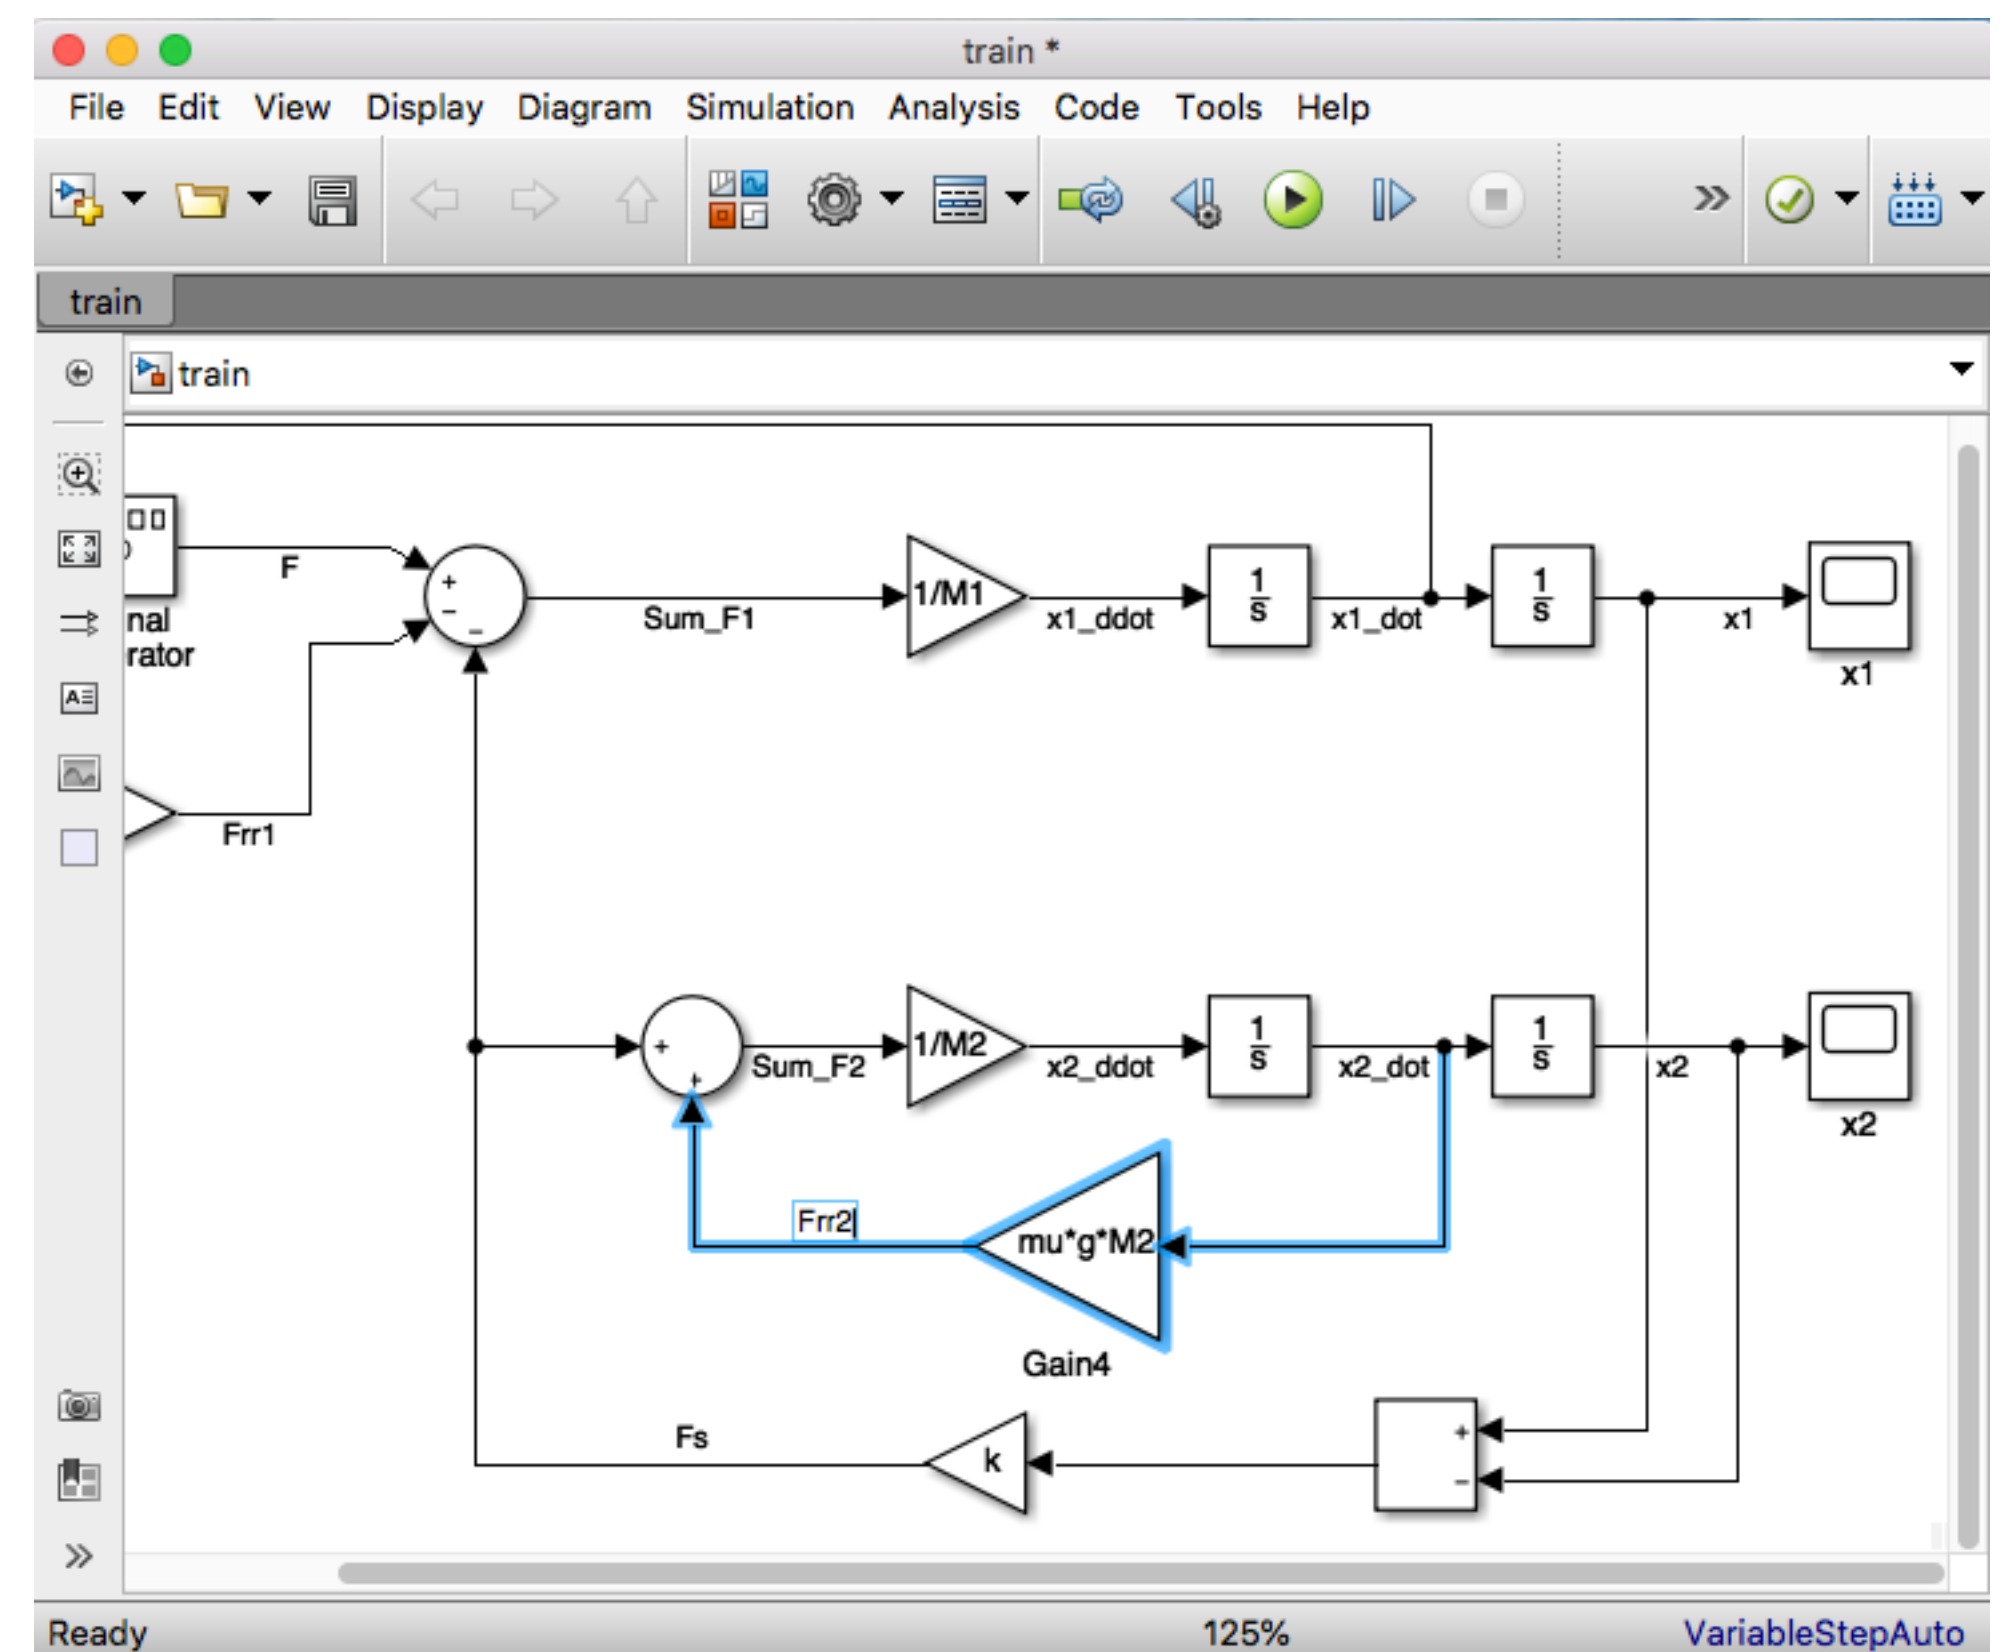 train *
File Edit View Display Diagram Simulation Analysis Code Tools Help
train
train
F
+
−
−
Sum_F1
1/M1
x1_ddot
1
s
x1_dot
1
s
x1
x1
nal
rator
Frr1
+
+
Sum_F2
1/M2
x2_ddot
1
s
x2_dot
1
s
x2
x2
Frr2
mu*g*M2
Gain4
Fs
k
+
−
Ready 125% VariableStepAuto